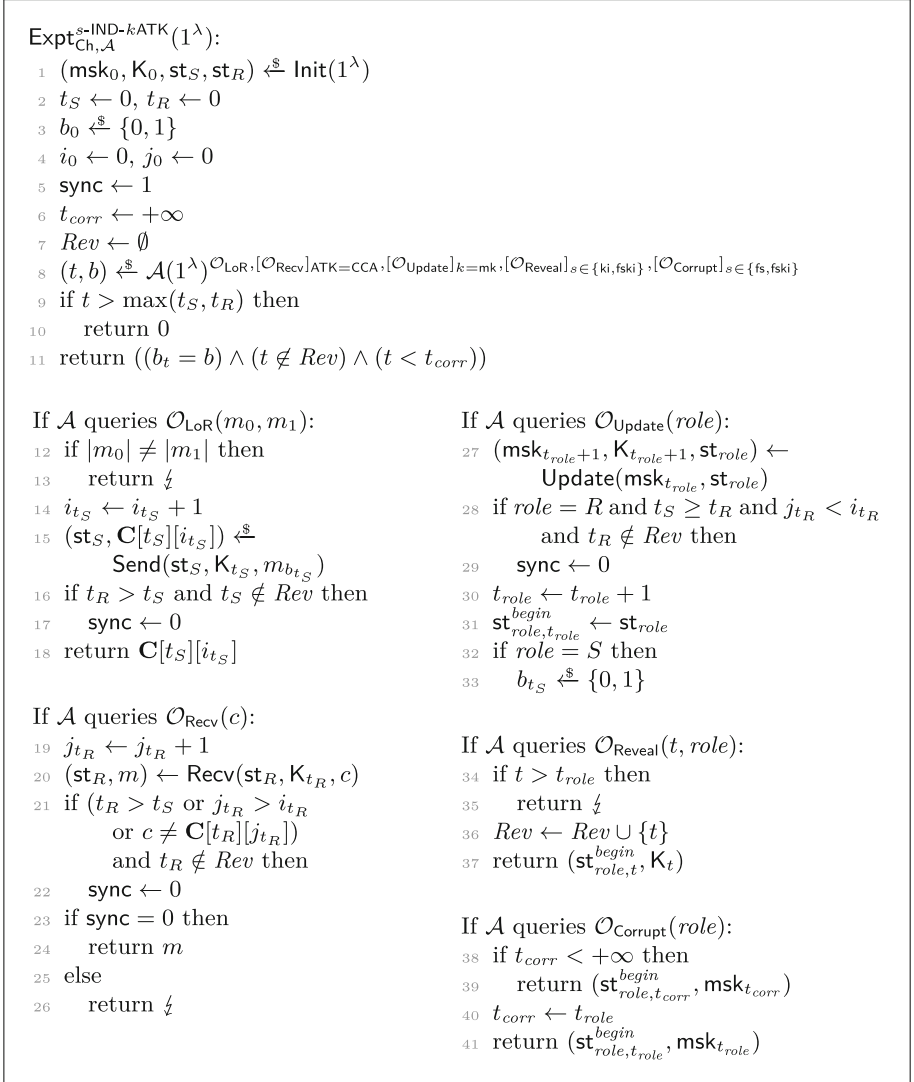 Expt^{s-IND-kATK}_{Ch,𝒜}(1^λ):
1 (msk_0, K_0, st_S, st_R) ←$ Init(1^λ)
2 t_S ← 0, t_R ← 0
3 b_0 ←$ {0, 1}
4 i_0 ← 0, j_0 ← 0
5 sync ← 1
6 t_corr ← +∞
7 Rev ← ∅
8 (t, b) ←$ 𝒜(1^λ)^{𝒪_LoR,[𝒪_Recv]_{ATK=CCA},[𝒪_Update]_{k=mk},[𝒪_Reveal]_{s∈{ki,fski}},[𝒪_Corrupt]_{s∈{fs,fski}}}
9 if t > max(t_S, t_R) then
10 return 0
11 return ((b_t = b) ∧ (t ∉ Rev) ∧ (t < t_corr))
If 𝒜 queries 𝒪_LoR(m_0, m_1):
12 if |m_0| ≠ |m_1| then
13 return ↯
14 i_{t_S} ← i_{t_S} + 1
15 (st_S, C[t_S][i_{t_S}]) ←$
Send(st_S, K_{t_S}, m_{b_{t_S}})
16 if t_R > t_S and t_S ∉ Rev then
17 sync ← 0
18 return C[t_S][i_{t_S}]
If 𝒜 queries 𝒪_Recv(c):
19 j_{t_R} ← j_{t_R} + 1
20 (st_R, m) ← Recv(st_R, K_{t_R}, c)
21 if (t_R > t_S or j_{t_R} > i_{t_R}
or c ≠ C[t_R][j_{t_R}])
and t_R ∉ Rev then
22 sync ← 0
23 if sync = 0 then
24 return m
25 else
26 return ↯
If 𝒜 queries 𝒪_Update(role):
27 (msk_{t_role+1}, K_{t_role+1}, st_role) ←
Update(msk_{t_role}, st_role)
28 if role = R and t_S ≥ t_R and j_{t_R} < i_{t_R}
and t_R ∉ Rev then
29 sync ← 0
30 t_role ← t_role + 1
31 st^{begin}_{role,t_role} ← st_role
32 if role = S then
33 b_{t_S} ←$ {0, 1}
If 𝒜 queries 𝒪_Reveal(t, role):
34 if t > t_role then
35 return ↯
36 Rev ← Rev ∪ {t}
37 return (st^{begin}_{role,t}, K_t)
If 𝒜 queries 𝒪_Corrupt(role):
38 if t_corr < +∞ then
39 return (st^{begin}_{role,t_corr}, msk_{t_corr})
40 t_corr ← t_role
41 return (st^{begin}_{role,t_role}, msk_{t_role})